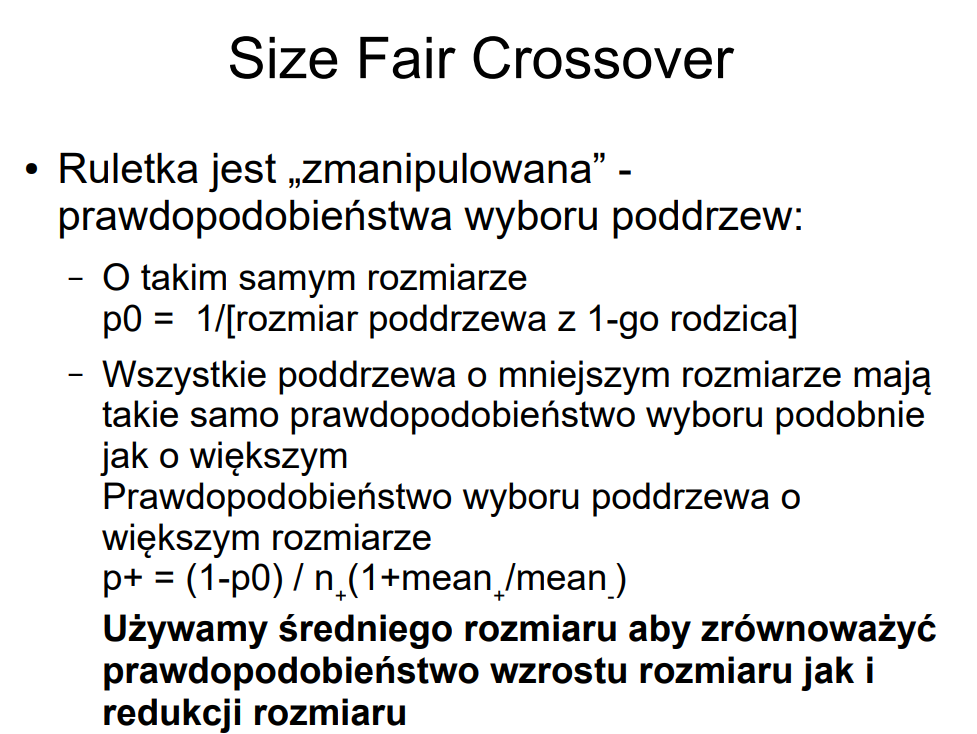 Size Fair Crossover
• Ruletka jest „zmanipulowana” -
prawdopodobieństwa wyboru poddrzew:
– O takim samym rozmiarze
p0 =  1/[rozmiar poddrzewa z 1-go rodzica]
– Wszystkie poddrzewa o mniejszym rozmiarze mają
takie samo prawdopodobieństwo wyboru podobnie
jak o większym
Prawdopodobieństwo wyboru poddrzewa o
większym rozmiarze
p+ = (1-p0) / n₊(1+mean₊/mean₋)
Używamy średniego rozmiaru aby zrównoważyć
prawdopodobieństwo wzrostu rozmiaru jak i
redukcji rozmiaru